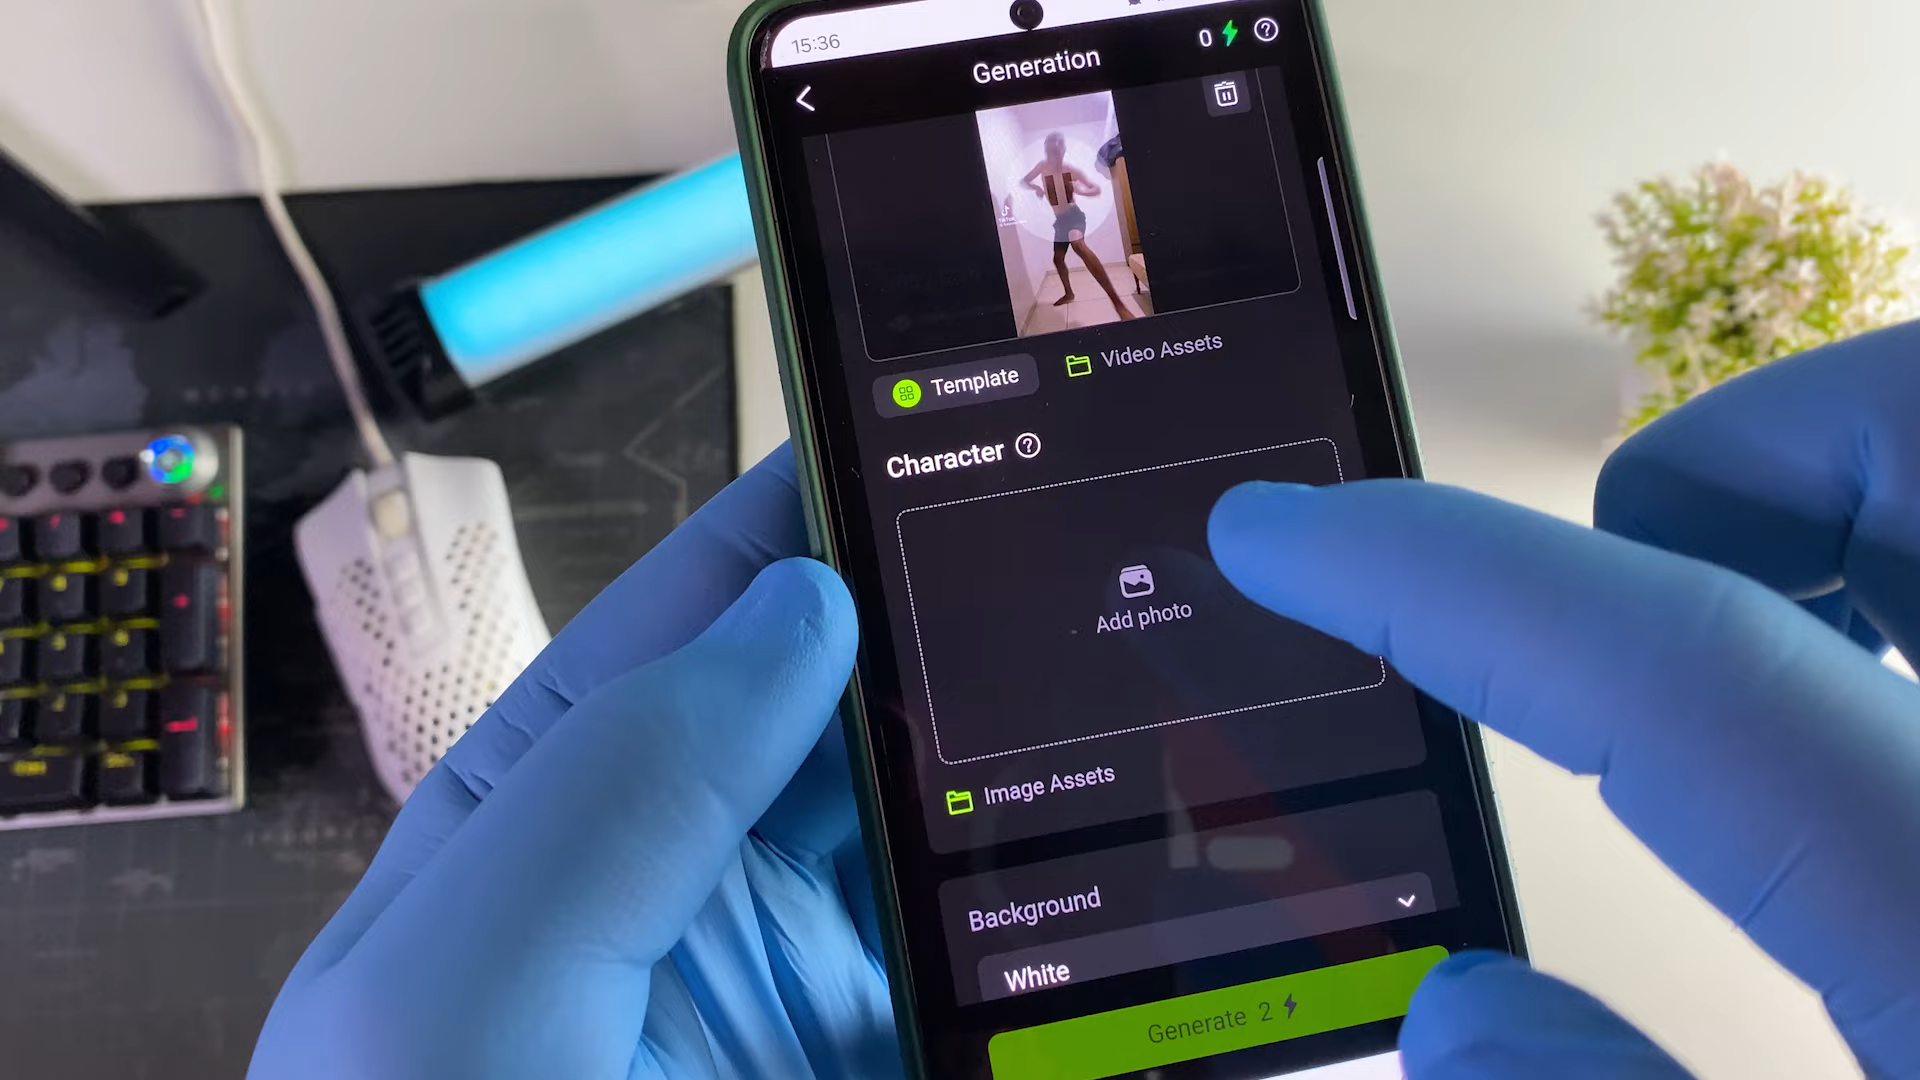 15:36
0
Generation
Template
Video Assets
Character
Add photo
Image Assets
Background
White
Generate 2